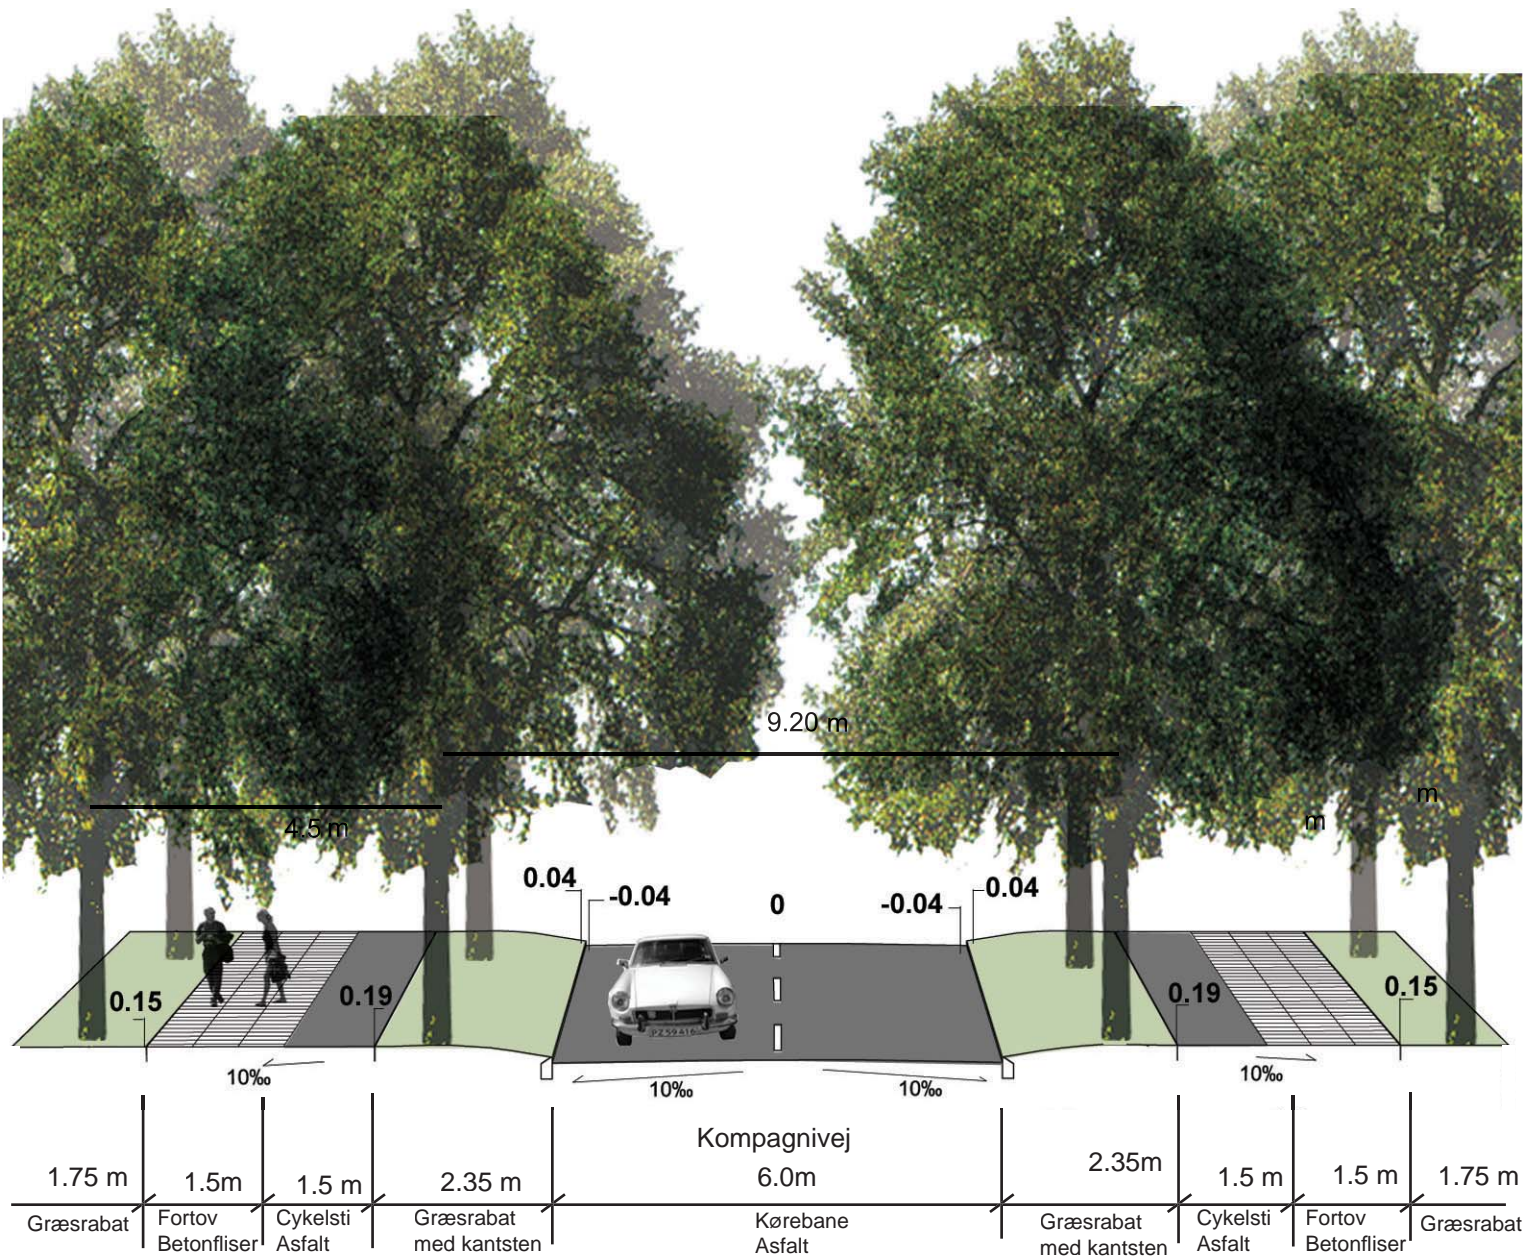 9.20 m
m
4.5 m
m
0.04
-0.04
0
-0.04
0.04
0.15
0.19
0.19
0.15
PZ 59 416
10‰
10‰
10‰
10‰
Kompagnivej
1.75 m
1.5m
1.5 m
2.35 m
6.0m
2.35m
1.5 m
1.5 m
1.75 m
Græsrabat
Fortov
Betonfliser
Cykelsti
Asfalt
Græsrabat
med kantsten
Kørebane
Asfalt
Græsrabat
med kantsten
Cykelsti
Asfalt
Fortov
Betonfliser
Græsrabat